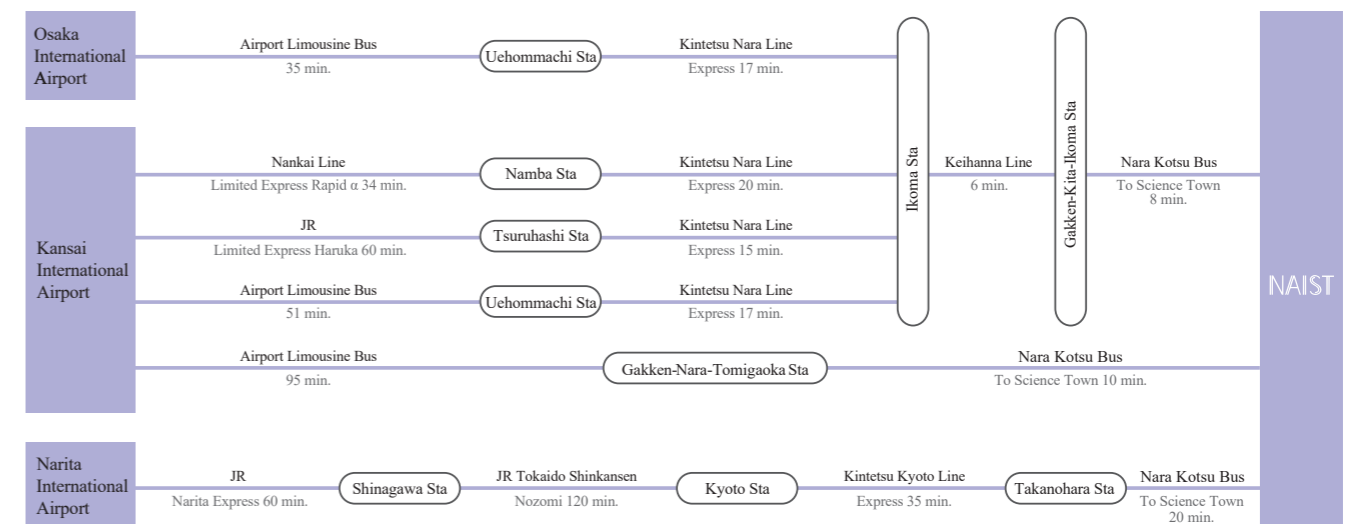 Osaka
International
Airport
Airport Limousine Bus
35 min.
Uehommachi Sta
Kintetsu Nara Line
Express 17 min.
Kansai
International
Airport
Nankai Line
Limited Express Rapid α 34 min.
Namba Sta
Kintetsu Nara Line
Express 20 min.
JR
Limited Express Haruka 60 min.
Tsuruhashi Sta
Kintetsu Nara Line
Express 15 min.
Airport Limousine Bus
51 min.
Uehommachi Sta
Kintetsu Nara Line
Express 17 min.
Ikoma Sta
Keihanna Line
6 min.
Gakken-Kita-Ikoma Sta
Nara Kotsu Bus
To Science Town
8 min.
Airport Limousine Bus
95 min.
Gakken-Nara-Tomigaoka Sta
Nara Kotsu Bus
To Science Town 10 min.
NAIST
Narita
International
Airport
JR
Narita Express 60 min.
Shinagawa Sta
JR Tokaido Shinkansen
Nozomi 120 min.
Kyoto Sta
Kintetsu Kyoto Line
Express 35 min.
Takanohara Sta
Nara Kotsu Bus
To Science Town
20 min.